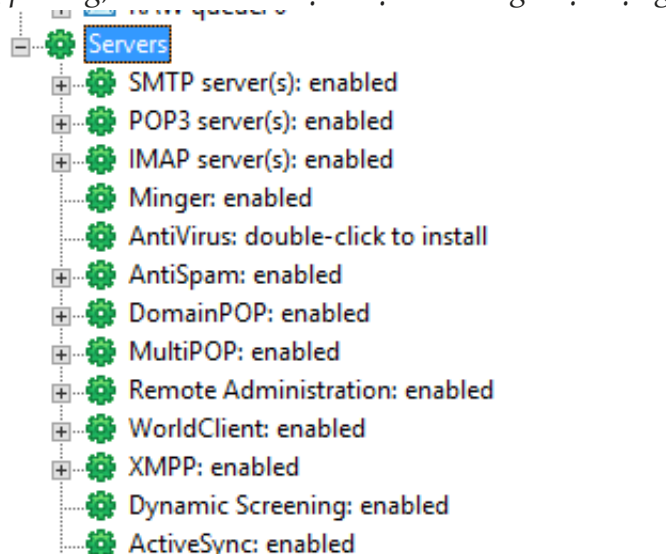 Servers
SMTP server(s): enabled
POP3 server(s): enabled
IMAP server(s): enabled
Minger: enabled
AntiVirus: double-click to install
AntiSpam: enabled
DomainPOP: enabled
MultiPOP: enabled
Remote Administration: enabled
WorldClient: enabled
XMPP: enabled
Dynamic Screening: enabled
ActiveSync: enabled